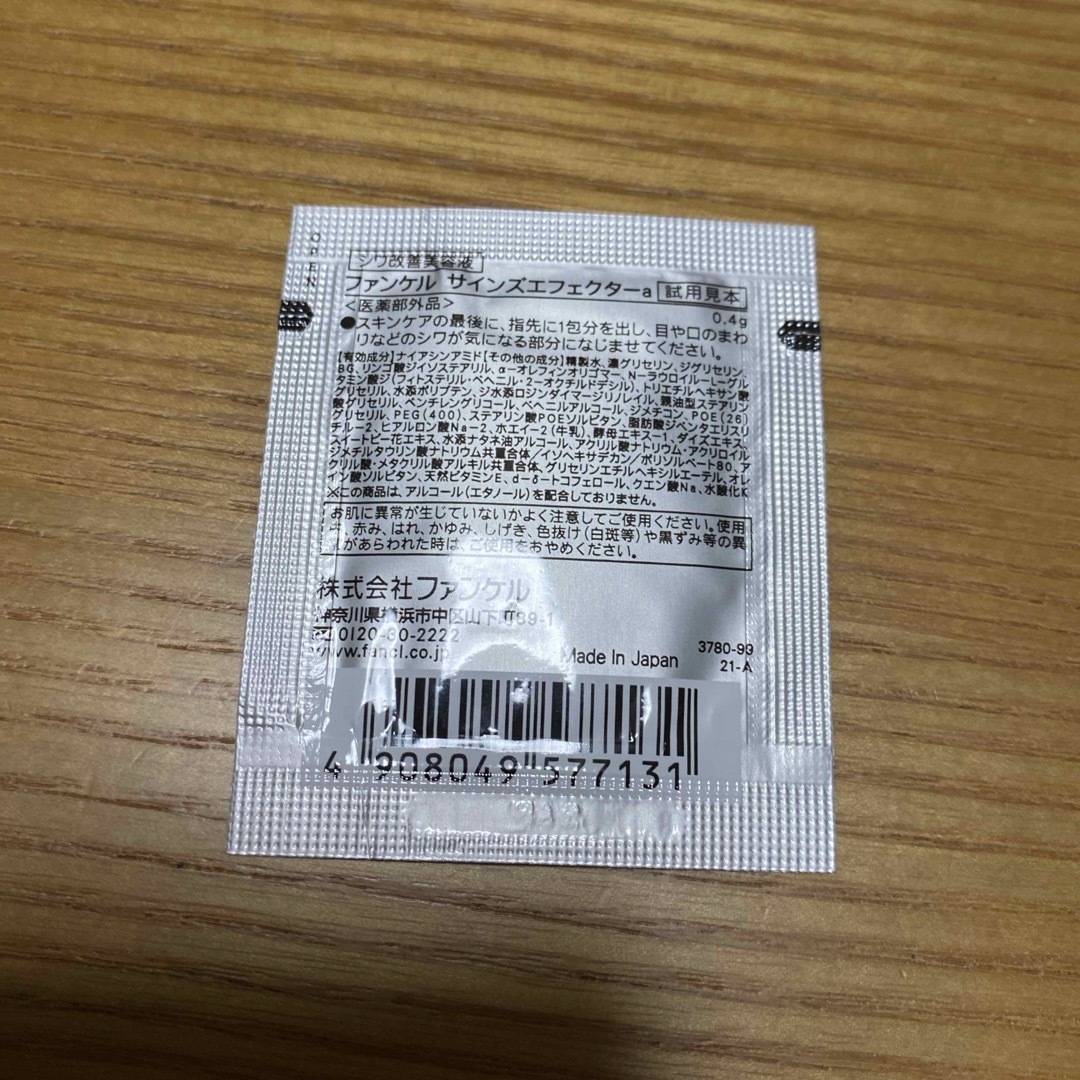 OPEN
シワ改善美容液
ファンケル サインズエフェクターa 試用見本
<医薬部外品> 0.4g
●スキンケアの最後に、指先に1包分を出し、目や口のまわ
りなどのシワが気になる部分になじませてください。
【有効成分】ナイアシンアミド【その他の成分】精製水、濃グリセリン、ジグリセリン、
BG、リンゴ酸ジイソステアリル、α-オレフィンオリゴマー、N-ラウロイル-L-グル
タミン酸ジ(フィトステリル・ベヘニル・2-オクチルドデシル)、トリエチルヘキサン酸
グリセリル、水添ポリブテン、ジ水添ロジンダイマージリノレイル、親油型ステアリン
酸グリセリル、ペンチレングリコール、ベヘニルアルコール、ジメチコン、POE(26)
グリセリル、PEG(400)、ステアリン酸POEソルビタン、脂肪酸ジペンタエリスリ
チル-2、ヒアルロン酸Na-2、ホエイ-2(牛乳)、酵母エキス-1、ダイズエキス、
スイートピー花エキス、水添ナタネ油アルコール、アクリル酸ナトリウム・アクリロイル
ジメチルタウリン酸ナトリウム共重合体/イソヘキサデカン/ポリソルベート80、ア
クリル酸・メタクリル酸アルキル共重合体、グリセリンエチルヘキシルエーテル、オレ
イン酸ソルビタン、天然ビタミンE、d-δ-トコフェロール、クエン酸Na、水酸化K
※この商品は、アルコール(エタノール)を配合しておりません。
お肌に異常が生じていないかよく注意してご使用ください。使用
中、赤み、はれ、かゆみ、しげき、色抜け(白斑等)や黒ずみ等の異
常があらわれた時は、ご使用をおやめください。
株式会社ファンケル
神奈川県横浜市中区山下町89-1
0120-30-2222
www.fancl.co.jp
Made In Japan
3780-99
21-A
4 908049 577131